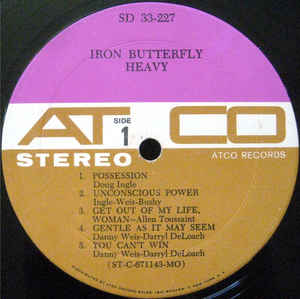 SD 33-227
IRON BUTTERFLY
HEAVY
ATCO
SIDE
1
STEREO
ATCO RECORDS
1. POSSESSION
Doug Ingle
2. UNCONSCIOUS POWER
Ingle-Weis-Bushy
3. GET OUT OF MY LIFE,
WOMAN-Allen Toussaint
4. GENTLE AS IT MAY SEEM
Danny Weis-Darryl DeLoach
5. YOU CAN'T WIN
Danny Weis-Darryl DeLoach
(ST-C-671143-MO)